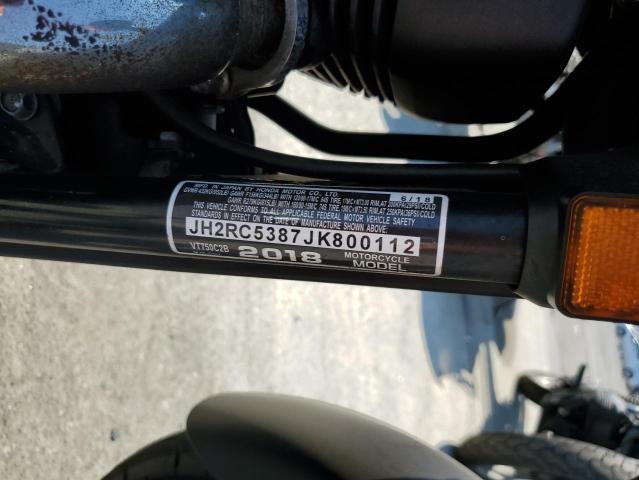 MFD. IN JAPAN BY HONDA MOTOR CO., LTD. 6/18
THIS VEHICLE CONFORMS TO ALL APPLICABLE FEDERAL MOTOR VEHICLE
SAFETY STANDARDS IN EFFECT ON THE DATE OF MANUFACTURE SHOWN ABOVE.
JH2RC5387JK800112
VT750C2B 2018 MOTORCYCLE
MODEL